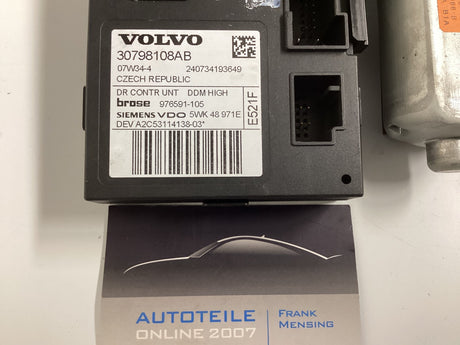 VOLVO
30798108AB
07W34-4 240734193649
CZECH REPUBLIC
DR CONTR UNT DDM HIGH
brose 976591-105
SIEMENS VDO 5WK 48 971E
DEV A2C53114138-03*
E521F
AUTOTEILE
ONLINE 2007
FRANK
MENSING